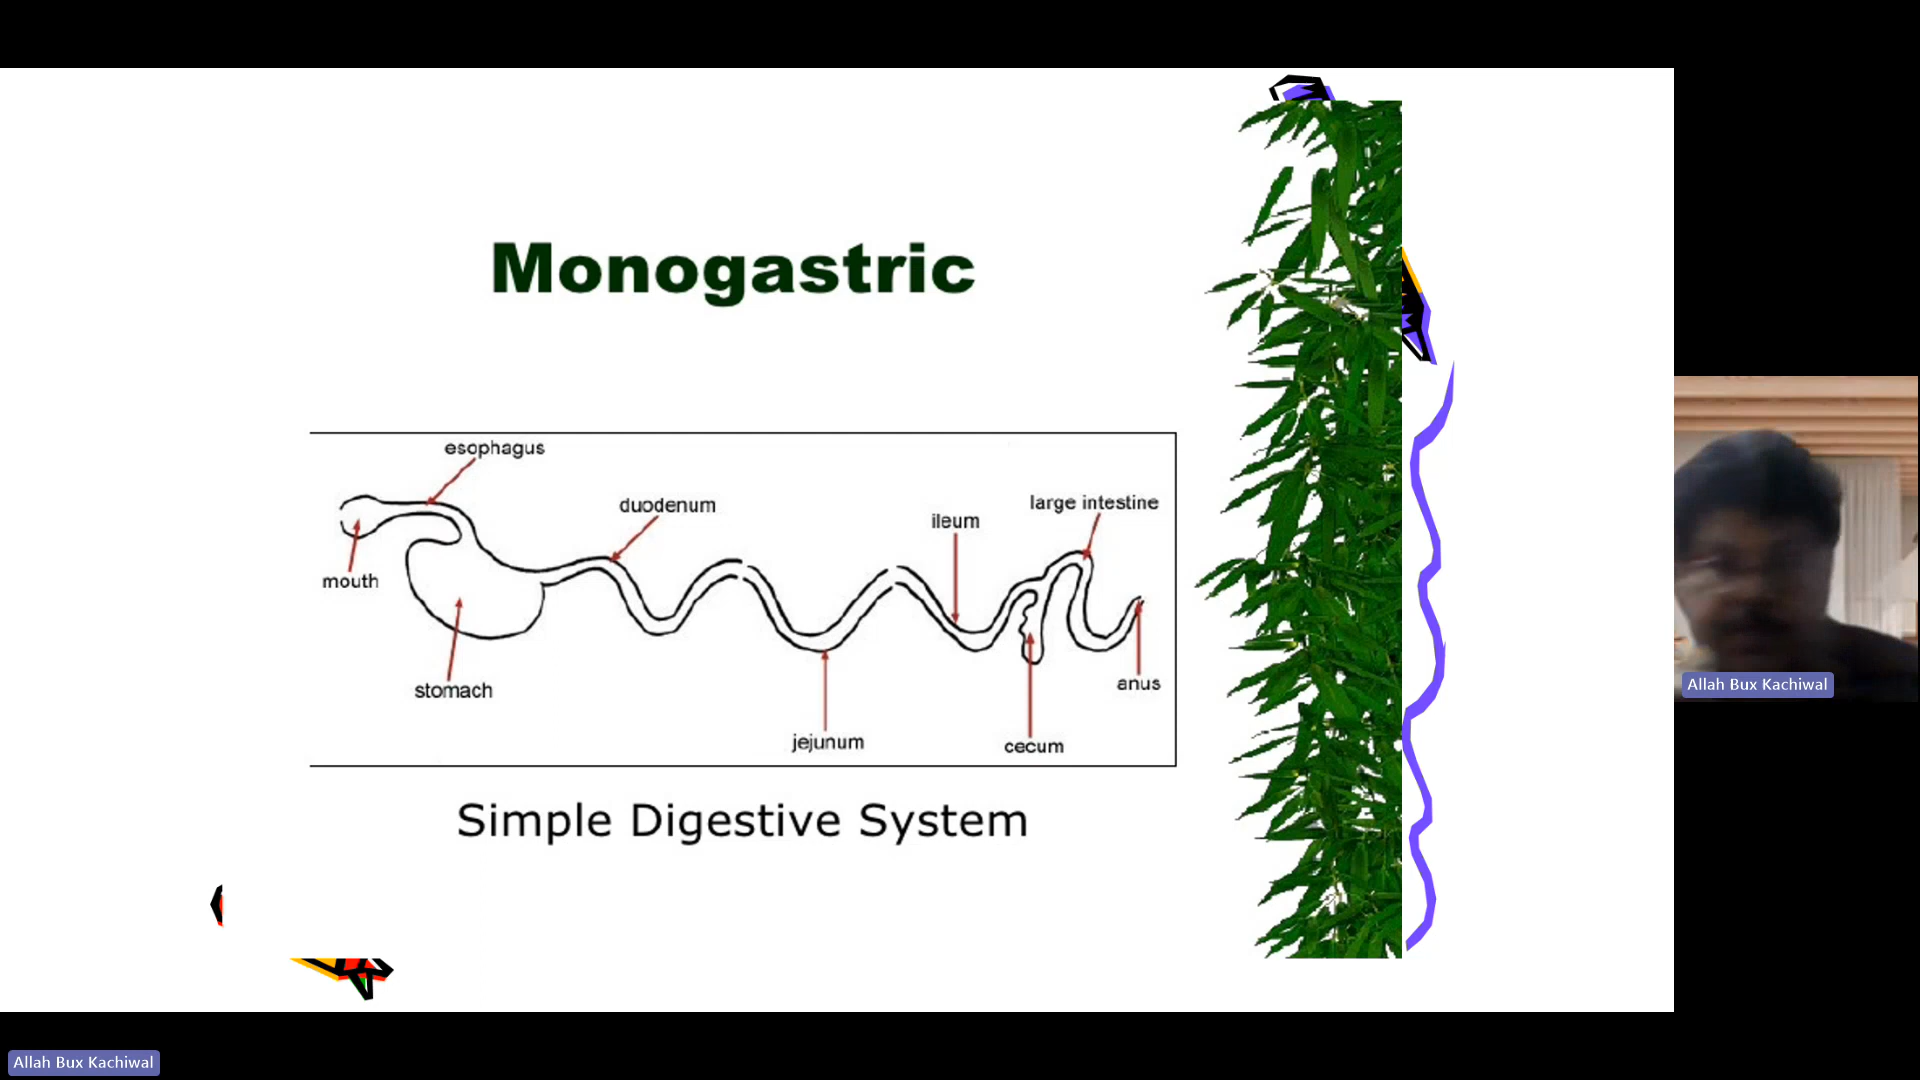 Monogastric
esophagus
duodenum
ileum
large intestine
mouth
stomach
jejunum
cecum
anus
Simple Digestive System
Allah Bux Kachiwal
Allah Bux Kachiwal